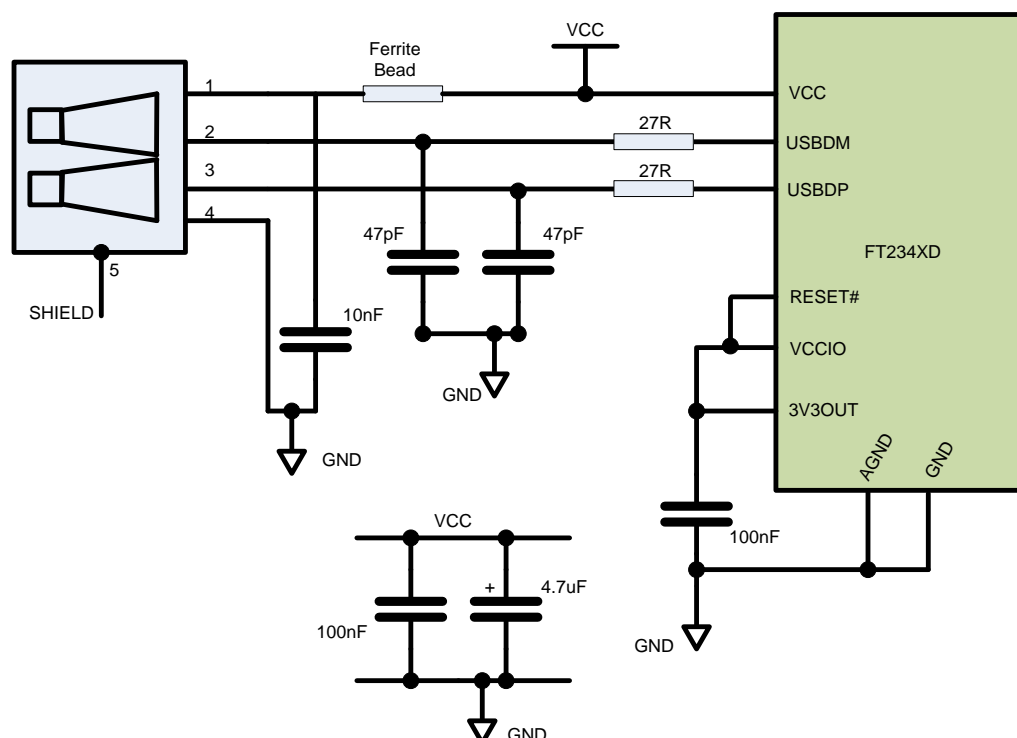 VCC
Ferrite
Bead
1
VCC
27R
2
USBDM
27R
3
USBDP
4
47pF
47pF
FT234XD
5
SHIELD
RESET#
10nF
VCCIO
GND
3V3OUT
GND
AGND
GND
VCC
100nF
4.7uF
+
100nF
GND
GND